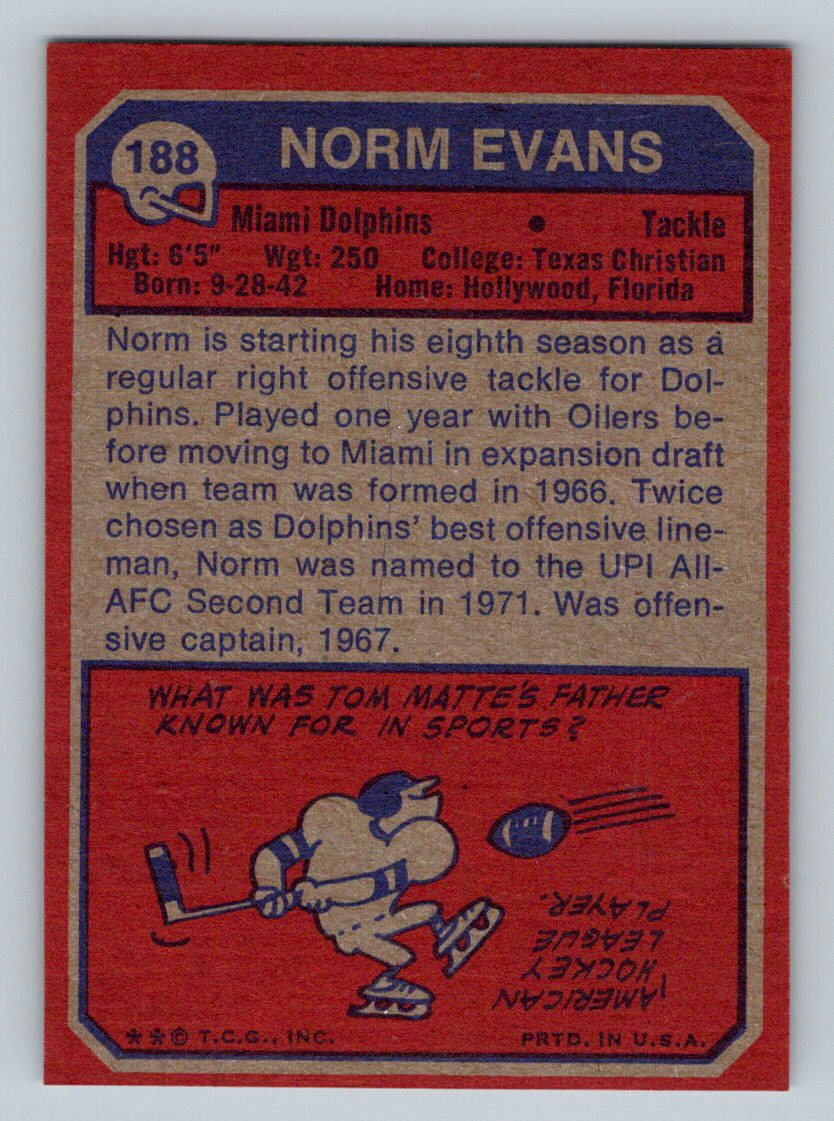 188
NORM EVANS
Miami Dolphins • Tackle
Hgt: 6'5" Wgt: 250 College: Texas Christian
Born: 9-28-42 Home: Hollywood, Florida
Norm is starting his eighth season as a
regular right offensive tackle for Dol-
phins. Played one year with Oilers be-
fore moving to Miami in expansion draft
when team was formed in 1966. Twice
chosen as Dolphins' best offensive line-
man, Norm was named to the UPI All-
AFC Second Team in 1971. Was offen-
sive captain, 1967.
WHAT WAS TOM MATTE'S FATHER
KNOWN FOR IN SPORTS?
AMERICAN
HOCKEY
LEAGUE
PLAYER.
* * © T.C.G., INC. PRTD. IN U.S.A.